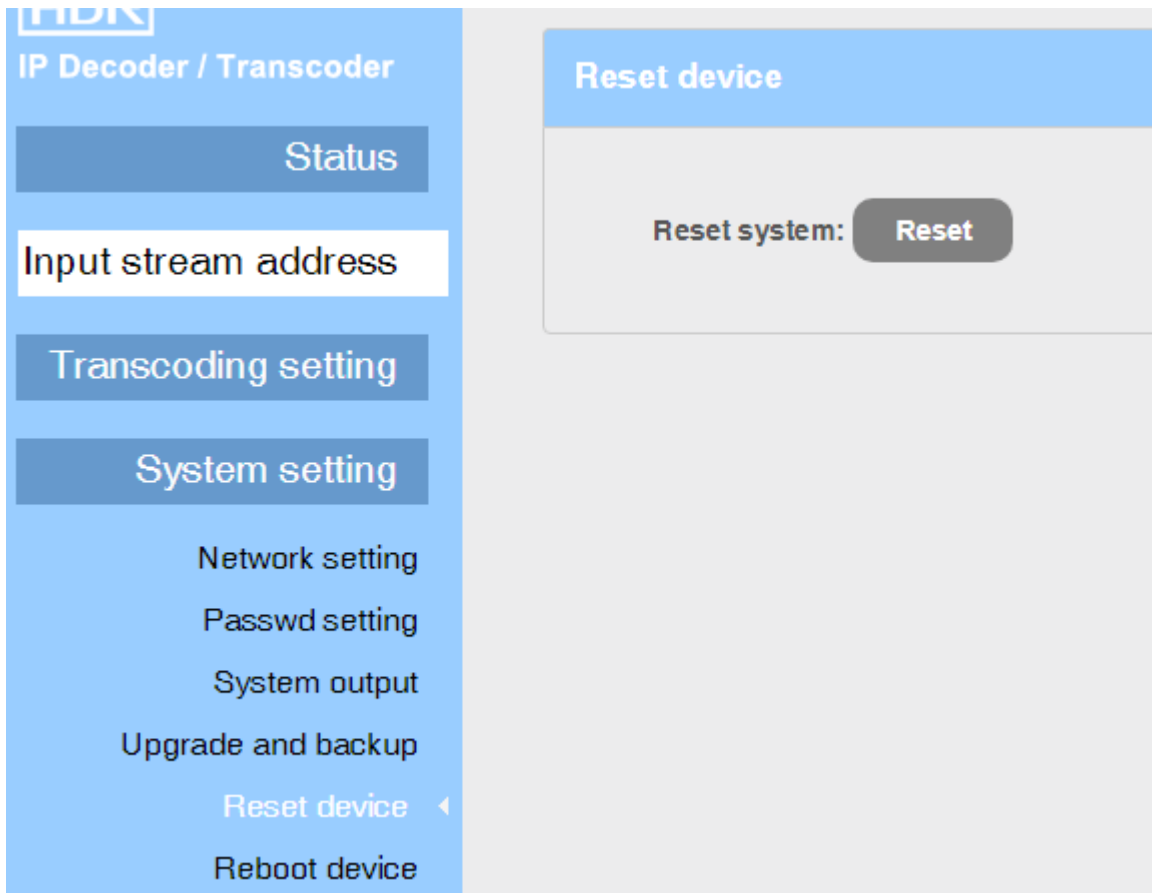 HDK
IP Decoder / Transcoder
Status
Input stream address
Transcoding setting
System setting
Network setting
Passwd setting
System output
Upgrade and backup
Reset device
Reboot device
Reset device
Reset system: Reset